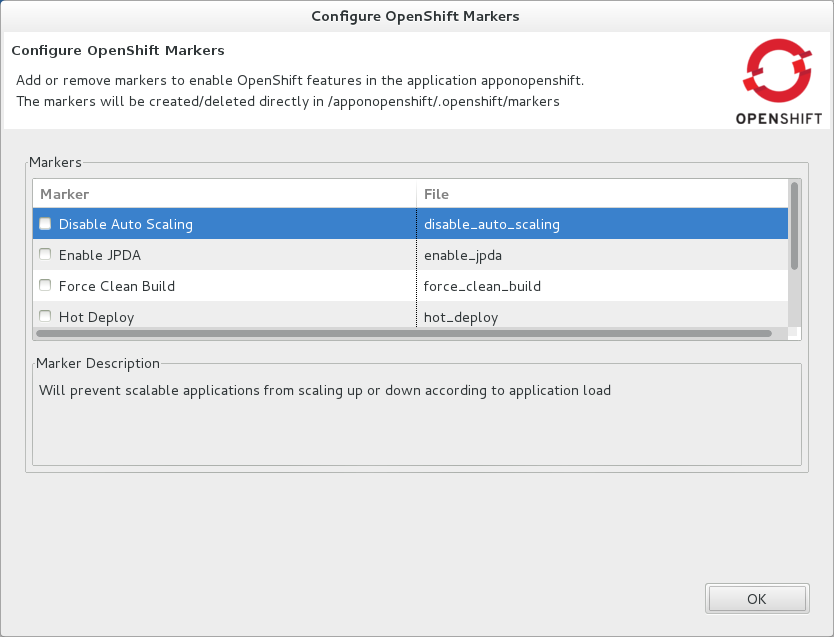 Configure OpenShift Markers
Configure OpenShift Markers
Add or remove markers to enable OpenShift features in the application apponopenshift.
The markers will be created/deleted directly in /apponopenshift/.openshift/markers
OPENSHIFT
Markers
Marker File
Disable Auto Scaling disable_auto_scaling
Enable JPDA enable_jpda
Force Clean Build force_clean_build
Hot Deploy hot_deploy
Marker Description
Will prevent scalable applications from scaling up or down according to application load
OK